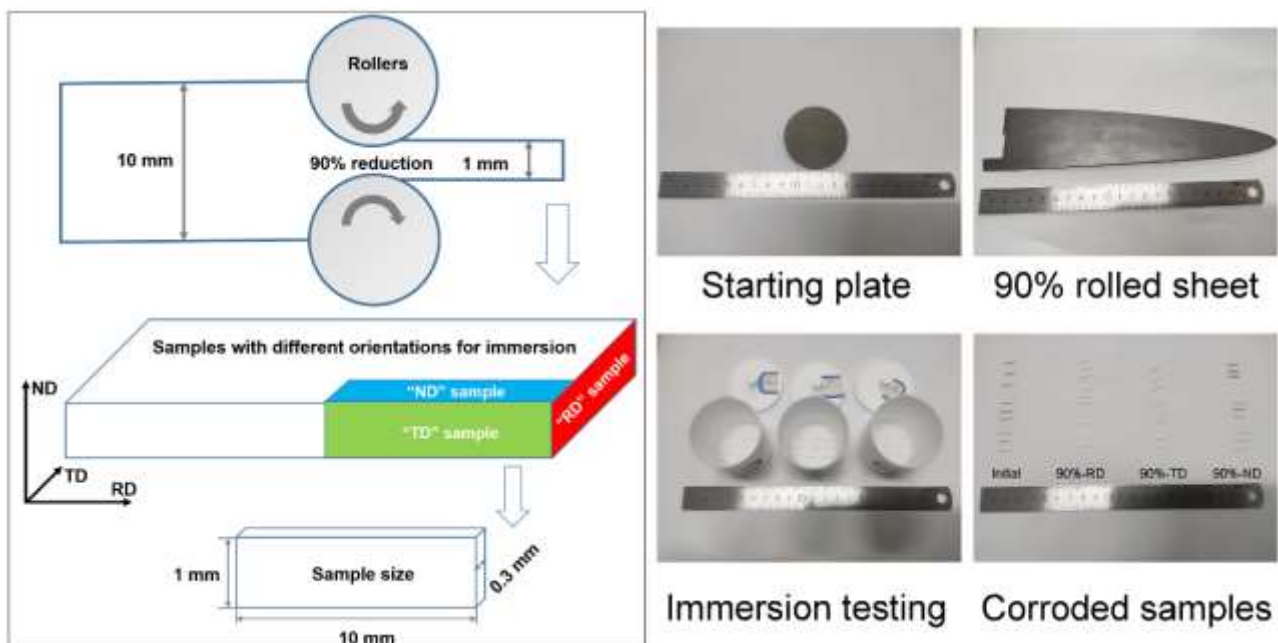 Rollers
10 mm
90% reduction
1 mm
Samples with different orientations for immersion
"ND" sample
"TD" sample
"RD" sample
ND
TD
RD
1 mm
Sample size
0.3 mm
10 mm
Starting plate
90% rolled sheet
Initial
90%-RD
90%-TD
90%-ND
Immersion testing
Corroded samples